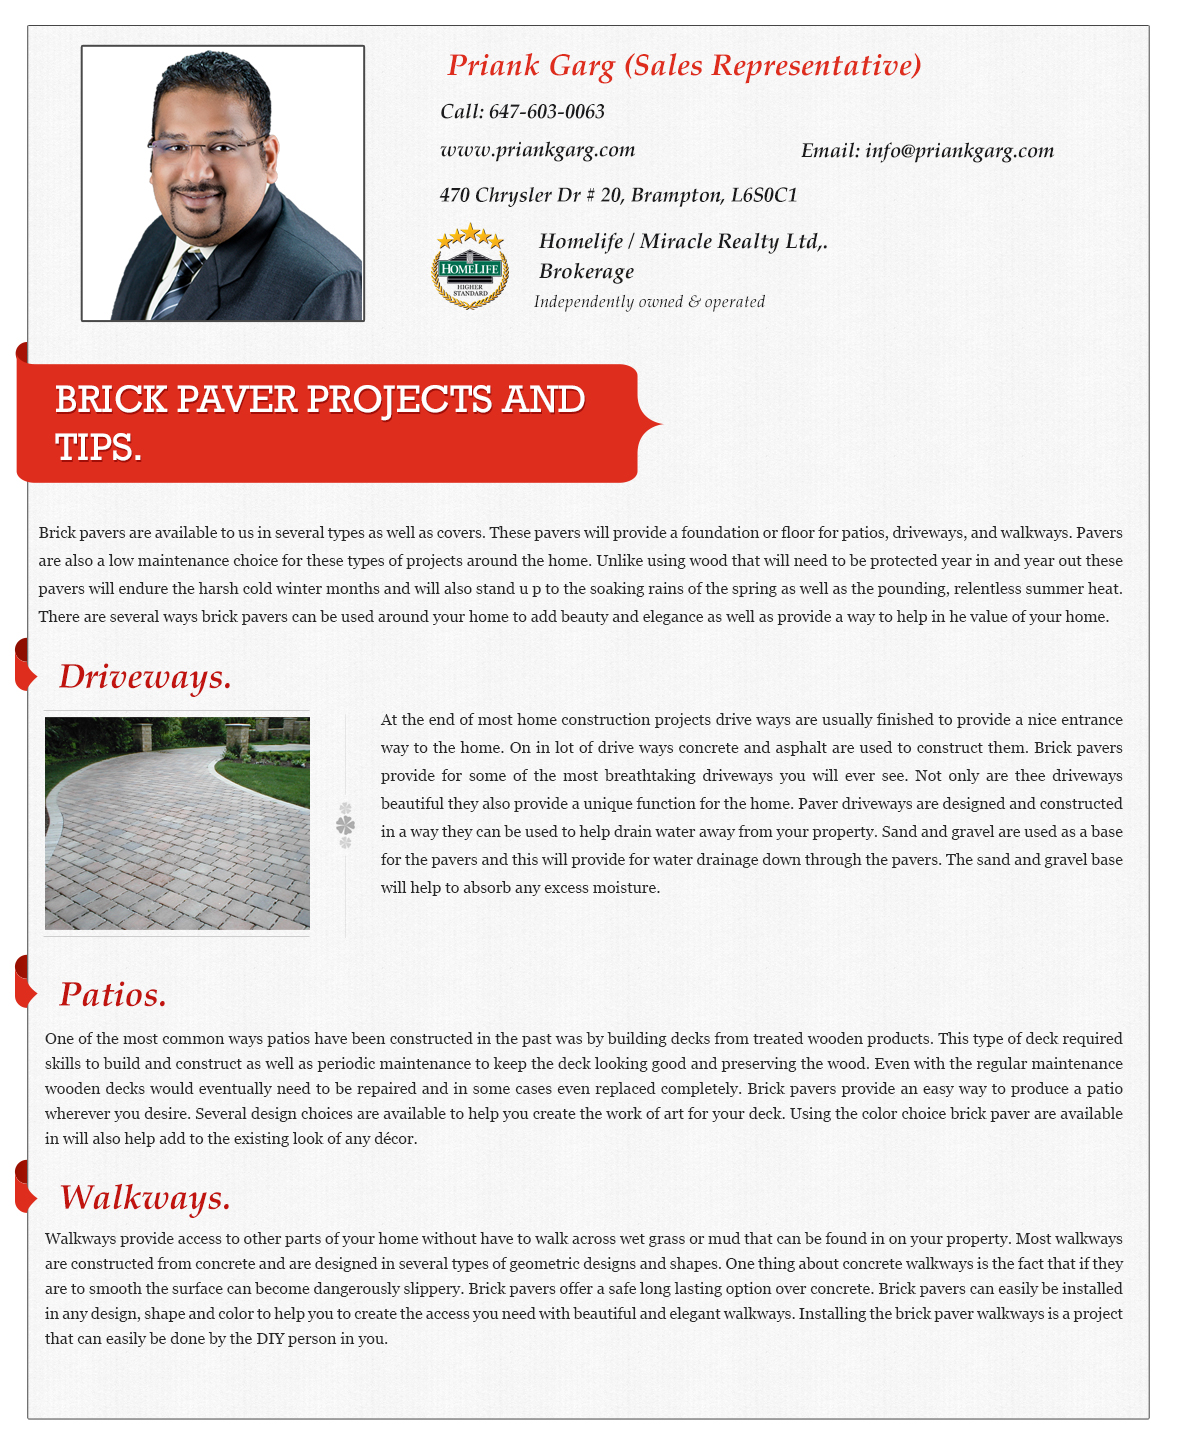 Priank Garg (Sales Representative)
Call: 647-603-0063
www.priankgarg.com
Email: info@priankgarg.com
470 Chrysler Dr # 20, Brampton, L6S0C1
HOMELIFE
HIGHER
STANDARD
Homelife / Miracle Realty Ltd,.
Brokerage
Independently owned & operated
BRICK PAVER PROJECTS AND
TIPS.
Brick pavers are available to us in several types as well as covers. These pavers will provide a foundation or floor for patios, driveways, and walkways. Pavers
are also a low maintenance choice for these types of projects around the home. Unlike using wood that will need to be protected year in and year out these
pavers will endure the harsh cold winter months and will also stand u p to the soaking rains of the spring as well as the pounding, relentless summer heat.
There are several ways brick pavers can be used around your home to add beauty and elegance as well as provide a way to help in he value of your home.
Driveways.
At the end of most home construction projects drive ways are usually finished to provide a nice entrance
way to the home. On in lot of drive ways concrete and asphalt are used to construct them. Brick pavers
provide for some of the most breathtaking driveways you will ever see. Not only are thee driveways
beautiful they also provide a unique function for the home. Paver driveways are designed and constructed
in a way they can be used to help drain water away from your property. Sand and gravel are used as a base
for the pavers and this will provide for water drainage down through the pavers. The sand and gravel base
will help to absorb any excess moisture.
Patios.
One of the most common ways patios have been constructed in the past was by building decks from treated wooden products. This type of deck required
skills to build and construct as well as periodic maintenance to keep the deck looking good and preserving the wood. Even with the regular maintenance
wooden decks would eventually need to be repaired and in some cases even replaced completely. Brick pavers provide an easy way to produce a patio
wherever you desire. Several design choices are available to help you create the work of art for your deck. Using the color choice brick paver are available
in will also help add to the existing look of any décor.
Walkways.
Walkways provide access to other parts of your home without have to walk across wet grass or mud that can be found in on your property. Most walkways
are constructed from concrete and are designed in several types of geometric designs and shapes. One thing about concrete walkways is the fact that if they
are to smooth the surface can become dangerously slippery. Brick pavers offer a safe long lasting option over concrete. Brick pavers can easily be installed
in any design, shape and color to help you to create the access you need with beautiful and elegant walkways. Installing the brick paver walkways is a project
that can easily be done by the DIY person in you.